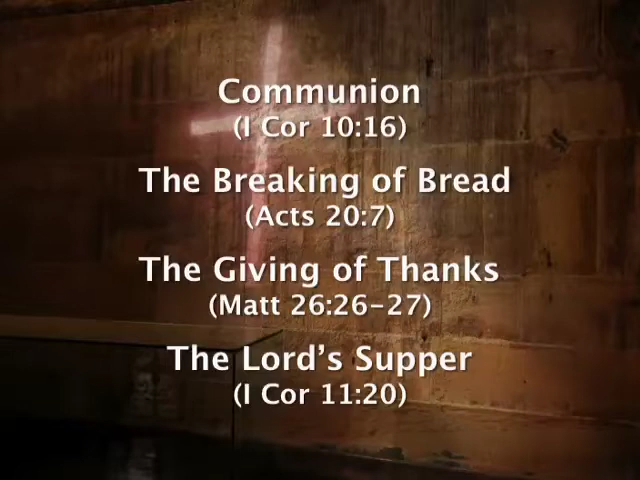 Communion
(I Cor 10:16)
The Breaking of Bread
(Acts 20:7)
The Giving of Thanks
(Matt 26:26-27)
The Lord's Supper
(I Cor 11:20)